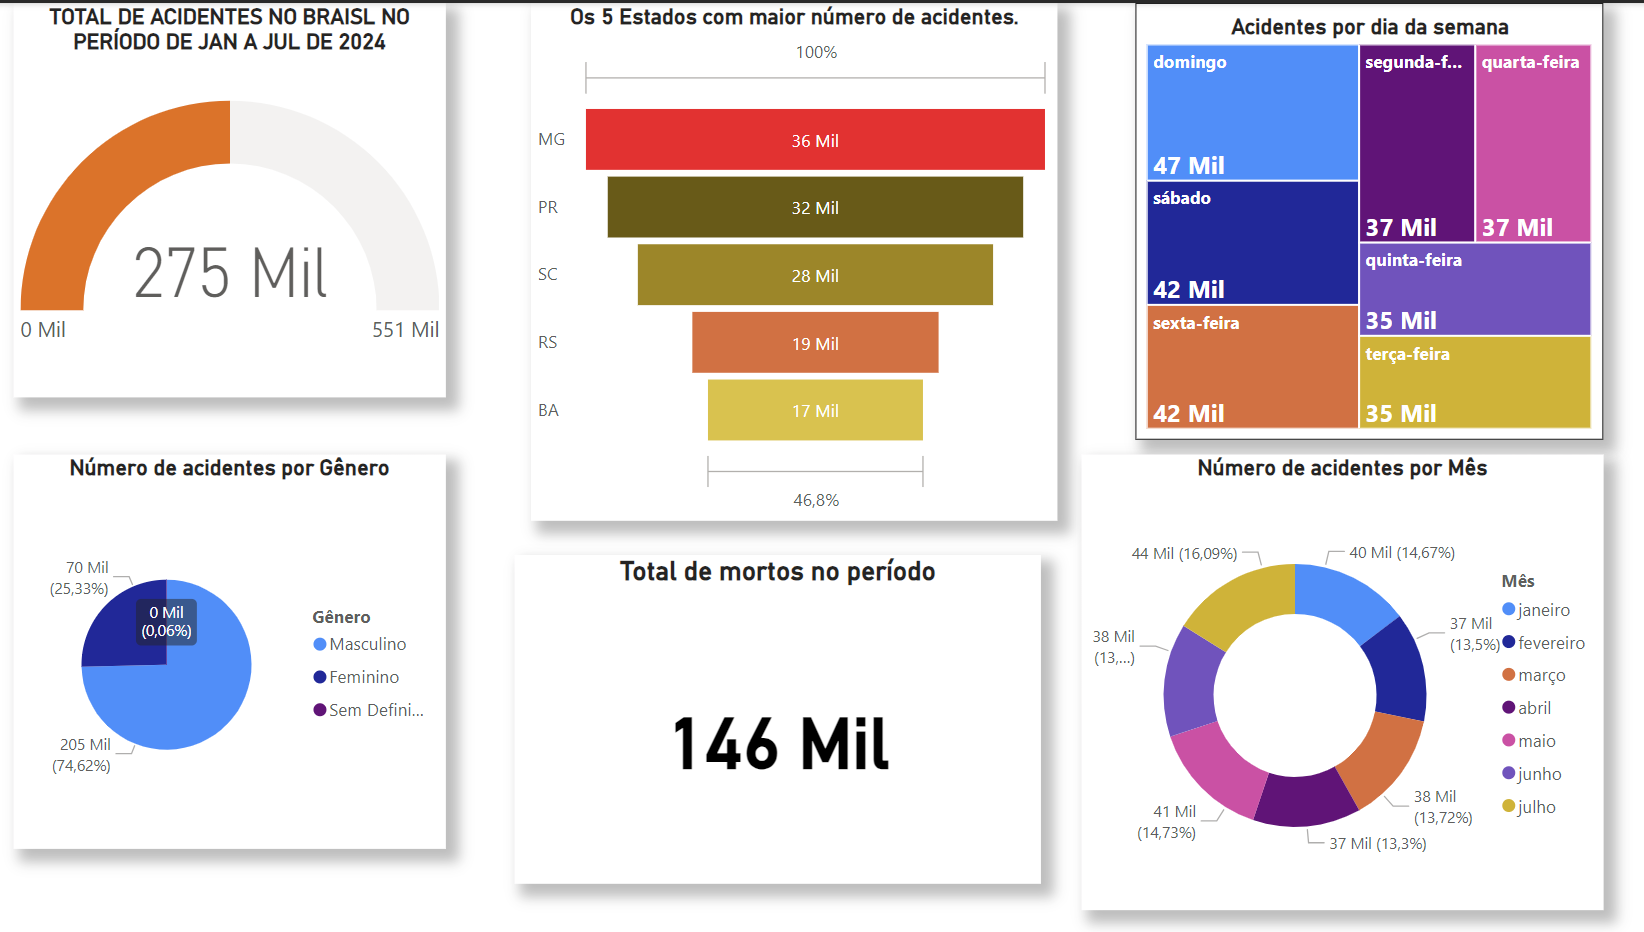 TOTAL DE ACIDENTES NO BRAISL NO
PERÍODO DE JAN A JUL DE 2024
275 Mil
0 Mil
551 Mil
Os 5 Estados com maior número de acidentes.
100%
MG
36 Mil
PR
32 Mil
SC
28 Mil
RS
19 Mil
BA
17 Mil
46,8%
Acidentes por dia da semana
domingo
47 Mil
sábado
42 Mil
sexta-feira
42 Mil
segunda-f...
37 Mil
quarta-feira
37 Mil
quinta-feira
35 Mil
terça-feira
35 Mil
Número de acidentes por Gênero
70 Mil
(25,33%)
0 Mil
(0,06%)
205 Mil
(74,62%)
Gênero
Masculino
Feminino
Sem Defini...
Total de mortos no período
146 Mil
Número de acidentes por Mês
44 Mil (16,09%)
40 Mil (14,67%)
38 Mil
(13,...)
37 Mil
(13,5%)
41 Mil
(14,73%)
38 Mil
(13,72%)
37 Mil (13,3%)
Mês
janeiro
fevereiro
março
abril
maio
junho
julho